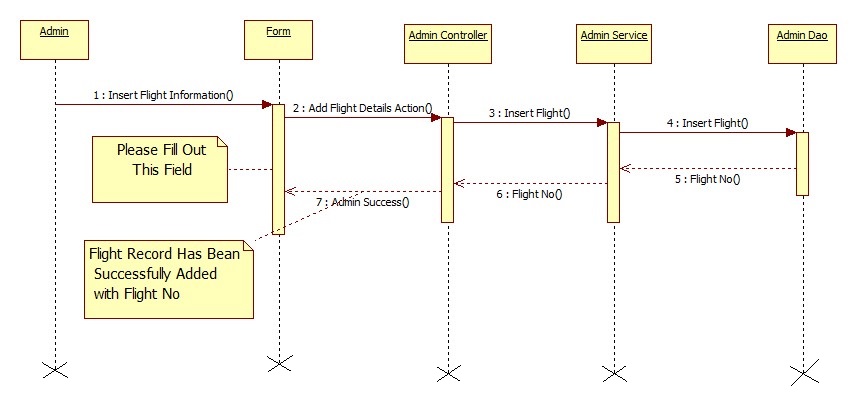 Admin
Form
Admin Controller
Admin Service
Admin Dao
1 : Insert Flight Information()
2 : Add Flight Details Action()
3 : Insert Flight()
4 : Insert Flight()
Please Fill Out
This Field
5 : Flight No()
6 : Flight No()
7 : Admin Success()
Flight Record Has Bean
Successfully Added
with Flight No